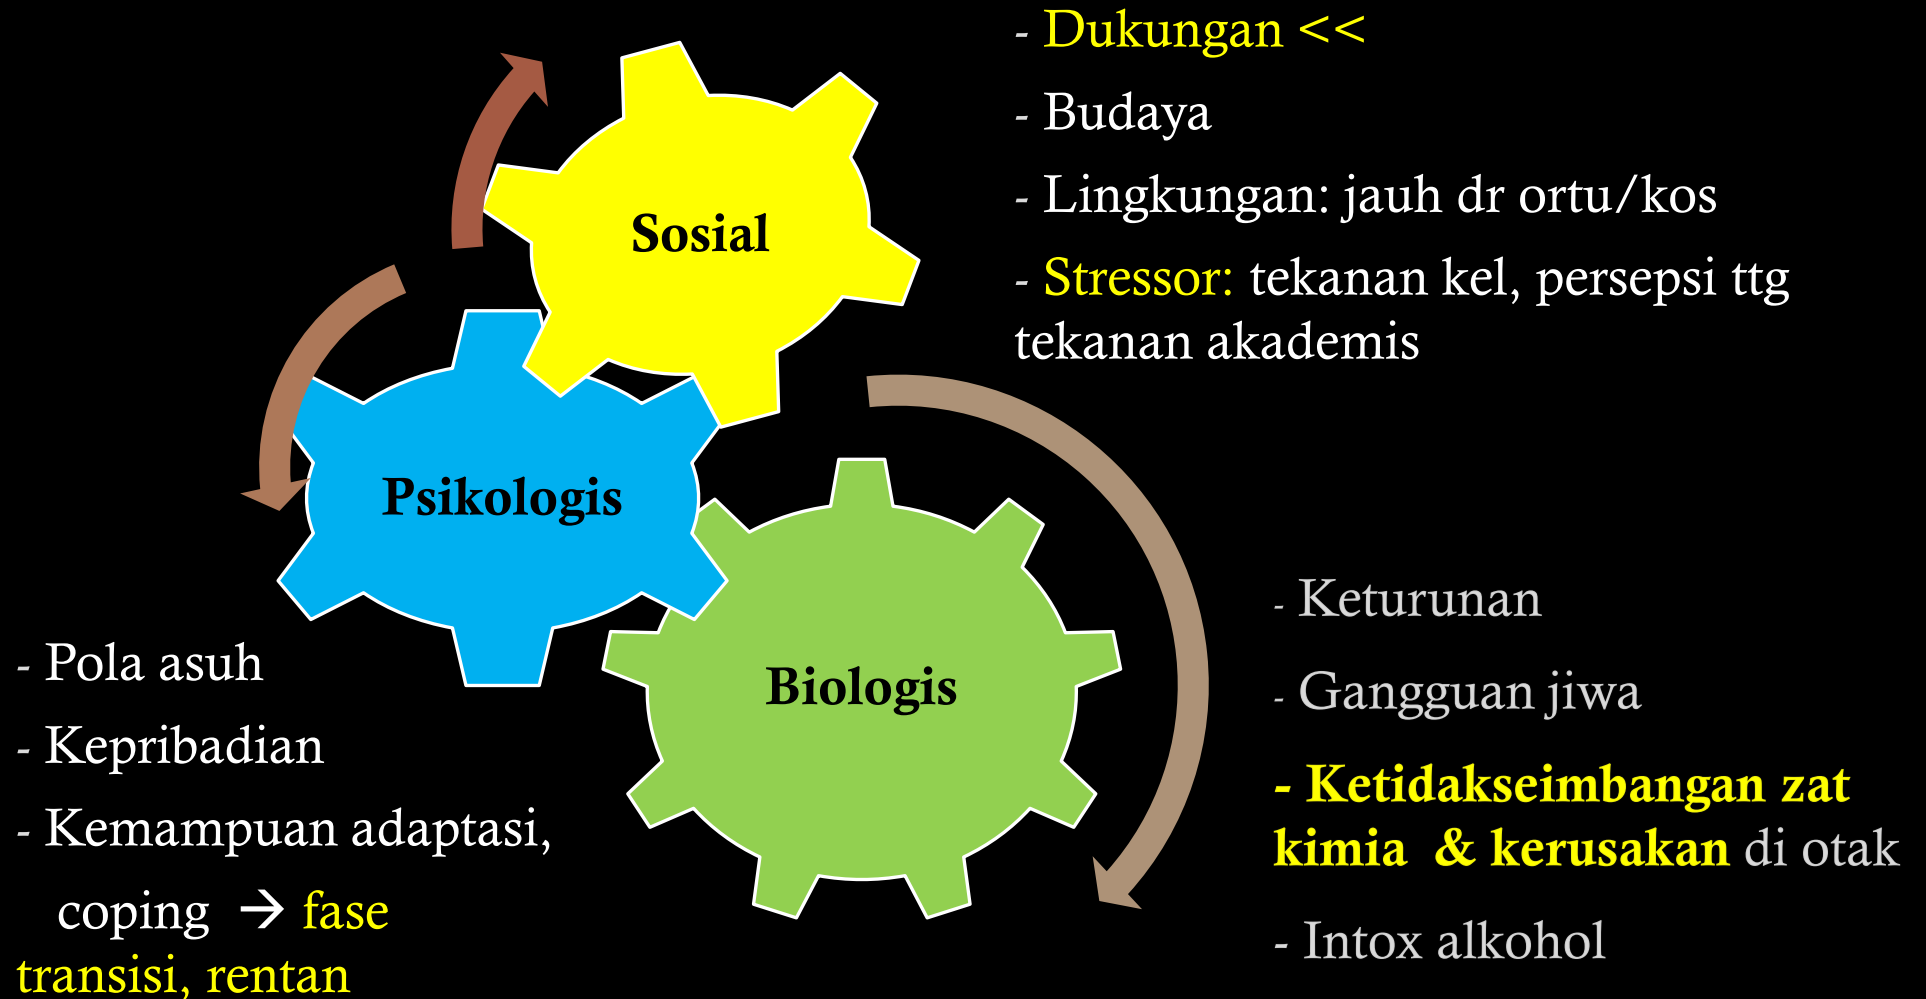 - Dukungan <<
- Budaya
- Lingkungan: jauh dr ortu/kos
- Stressor: tekanan kel, persepsi ttg
tekanan akademis
Sosial
Psikologis
Biologis
- Pola asuh
- Kepribadian
- Kemampuan adaptasi,
coping → fase
transisi, rentan
- Keturunan
- Gangguan jiwa
- Ketidakseimbangan zat
kimia & kerusakan di otak
- Intox alkohol